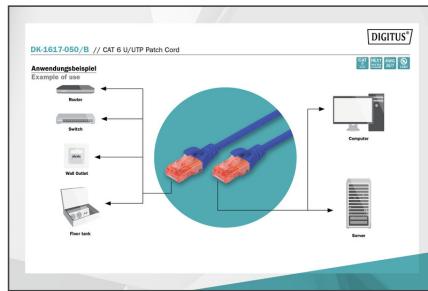 DIGITUS®
DK-1617-050/B // CAT 6 U/UTP Patch Cord
Anwendungsbeispiel
Example of use
Router
Switch
Wall Outlet
Floor tank
Computer
Server